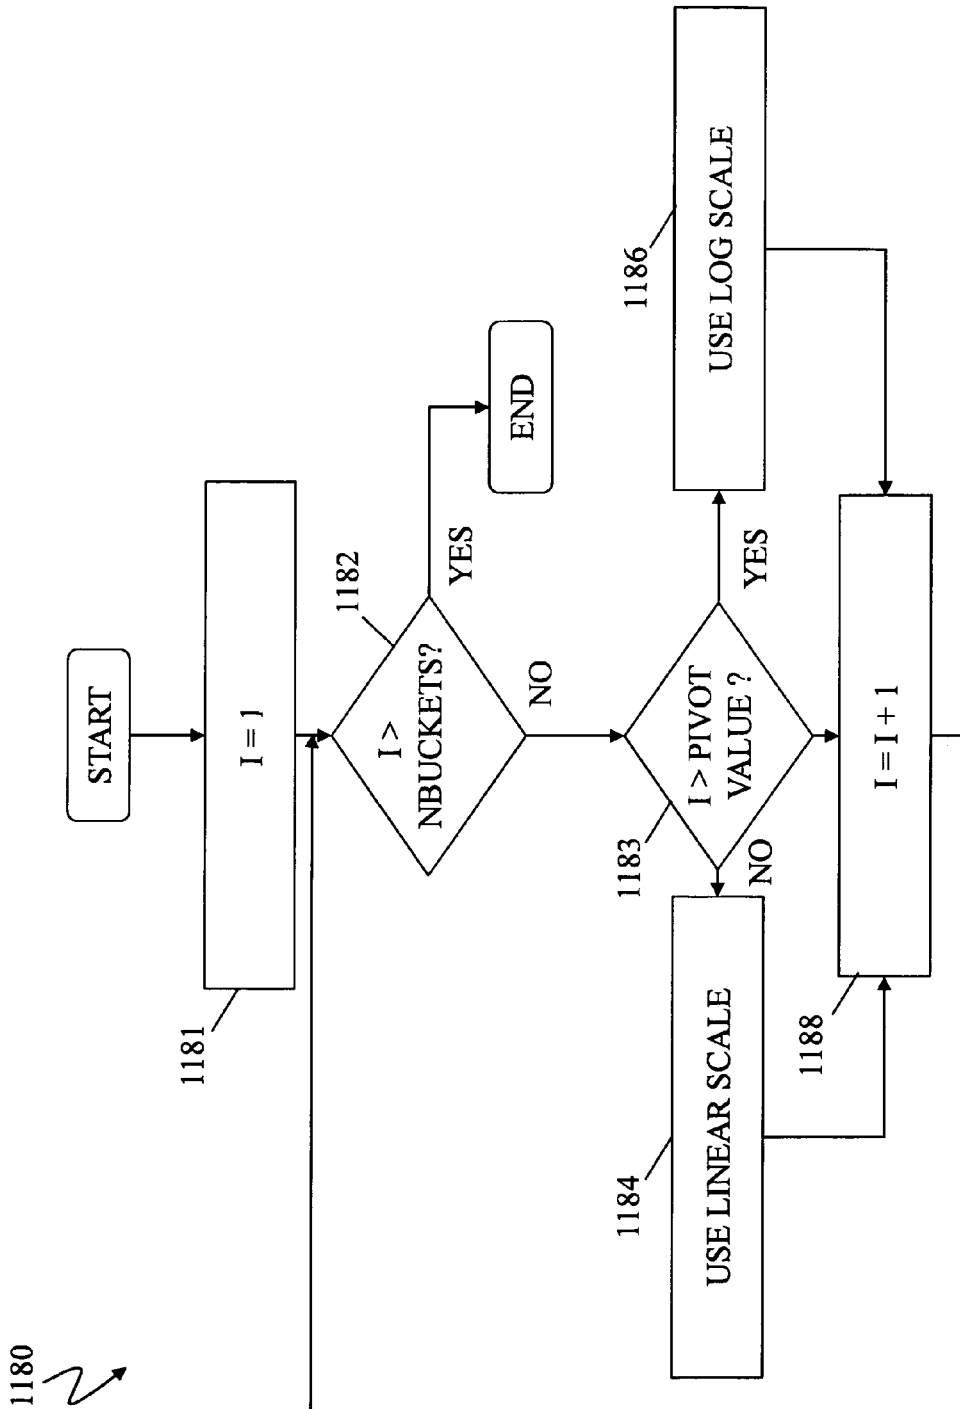 1180
START
I = 1
1181
I >
NBUCKETS?
1182
YES
END
NO
I > PIVOT
VALUE ?
1183
NO
YES
USE LINEAR SCALE
1184
USE LOG SCALE
1186
I = I + 1
1188